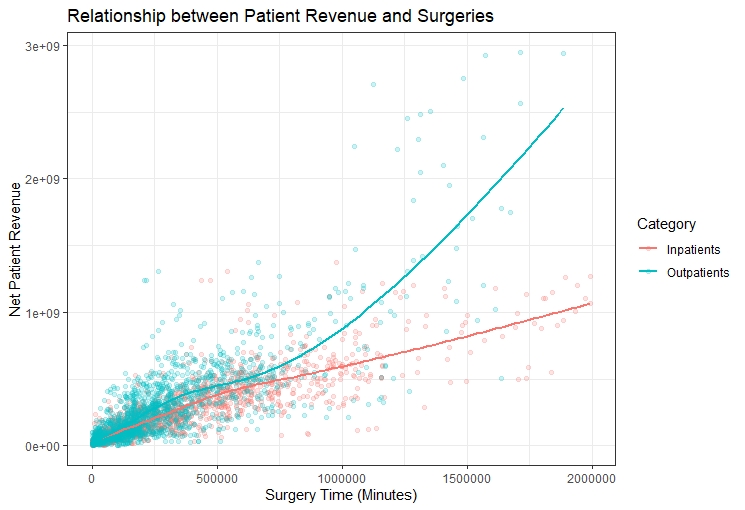 Relationship between Patient Revenue and Surgeries
3e+09
2e+09
1e+09
0e+09
Net Patient Revenue
0 500000 1000000 1500000 2000000
Surgery Time (Minutes)
Category
Inpatients
Outpatients